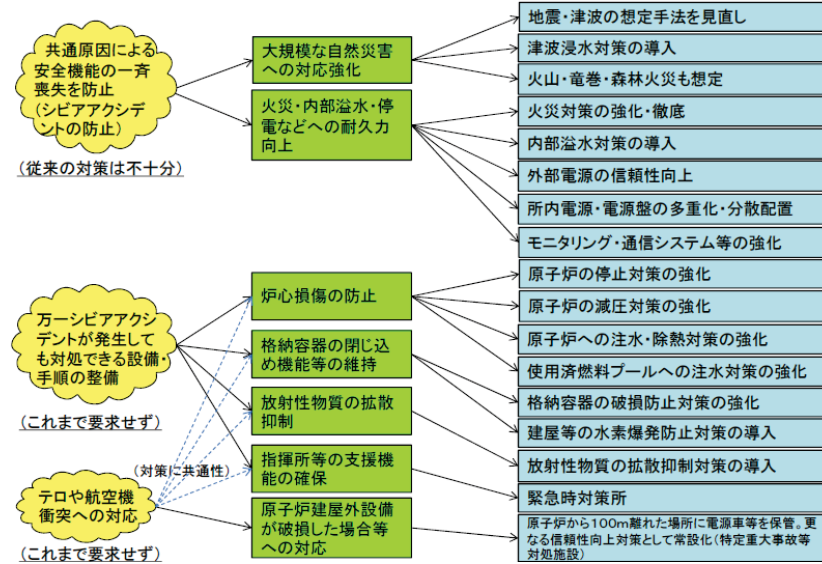 共通原因による
安全機能の一斉
喪失を防止
(シビアアクシデ
ントの防止)
(従来の対策は不十分)
大規模な自然災害
への対応強化
火災・内部溢水・停
電などへの耐久力
向上
地震・津波の想定手法を見直し
津波浸水対策の導入
火山・竜巻・森林火災も想定
火災対策の強化・徹底
内部溢水対策の導入
外部電源の信頼性向上
所内電源・電源盤の多重化・分散配置
モニタリング・通信システム等の強化
万一シビアアクシ
デントが発生して
も対処できる設備・
手順の整備
(これまで要求せず)
炉心損傷の防止
格納容器の閉じ込
め機能等の維持
放射性物質の拡散
抑制
指揮所等の支援機
能の確保
原子炉の停止対策の強化
原子炉の減圧対策の強化
原子炉への注水・除熱対策の強化
使用済燃料プールへの注水対策の強化
格納容器の破損防止対策の強化
建屋等の水素爆発防止対策の導入
放射性物質の拡散抑制対策の導入
緊急時対策所
(対策に共通性)
テロや航空機
衝突への対応
(これまで要求せず)
原子炉建屋外設備
が破損した場合等
への対応
原子炉から100m離れた場所に電源車等を保管。更
なる信頼性向上対策として常設化(特定重大事故等
対処施設)